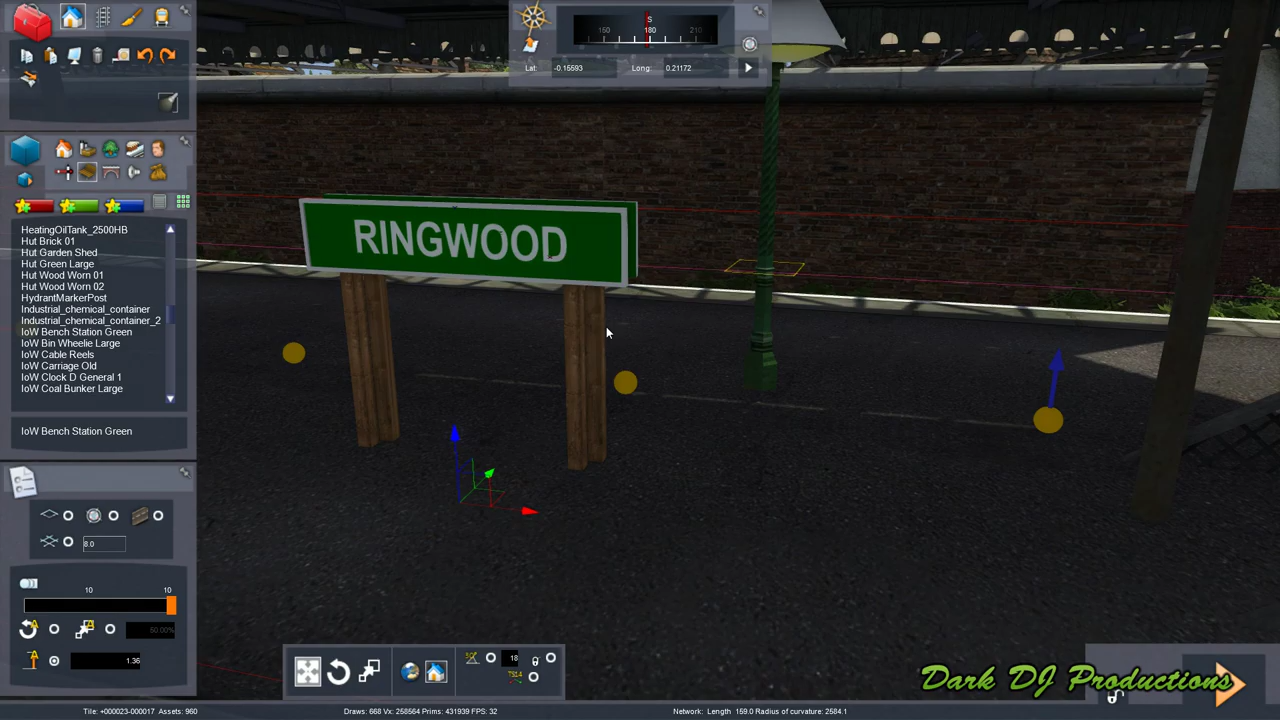 S
150 180 210
Lat: -0.15593 Long: 0.21172
HeatingOilTank_2500HB
Hut Brick 01
Hut Garden Shed
Hut Green Large
Hut Wood Worn 01
Hut Wood Worn 02
HydrantMarkerPost
Industrial_chemical_container
Industrial_chemical_container_2
IoW Bench Station Green
IoW Bin Wheelie Large
IoW Cable Reels
IoW Carriage Old
IoW Clock D General 1
IoW Coal Bunker Large
IoW Bench Station Green
RINGWOOD
8.0
10 10
50.00%
1.36
18
TS14
Dark DJ Productions
Tile: +000023-000017 Assets: 960
Draws: 668 Vx: 258564 Prims: 431939 FPS: 32
Network: Length 159.0 Radius of curvature: 2584.1